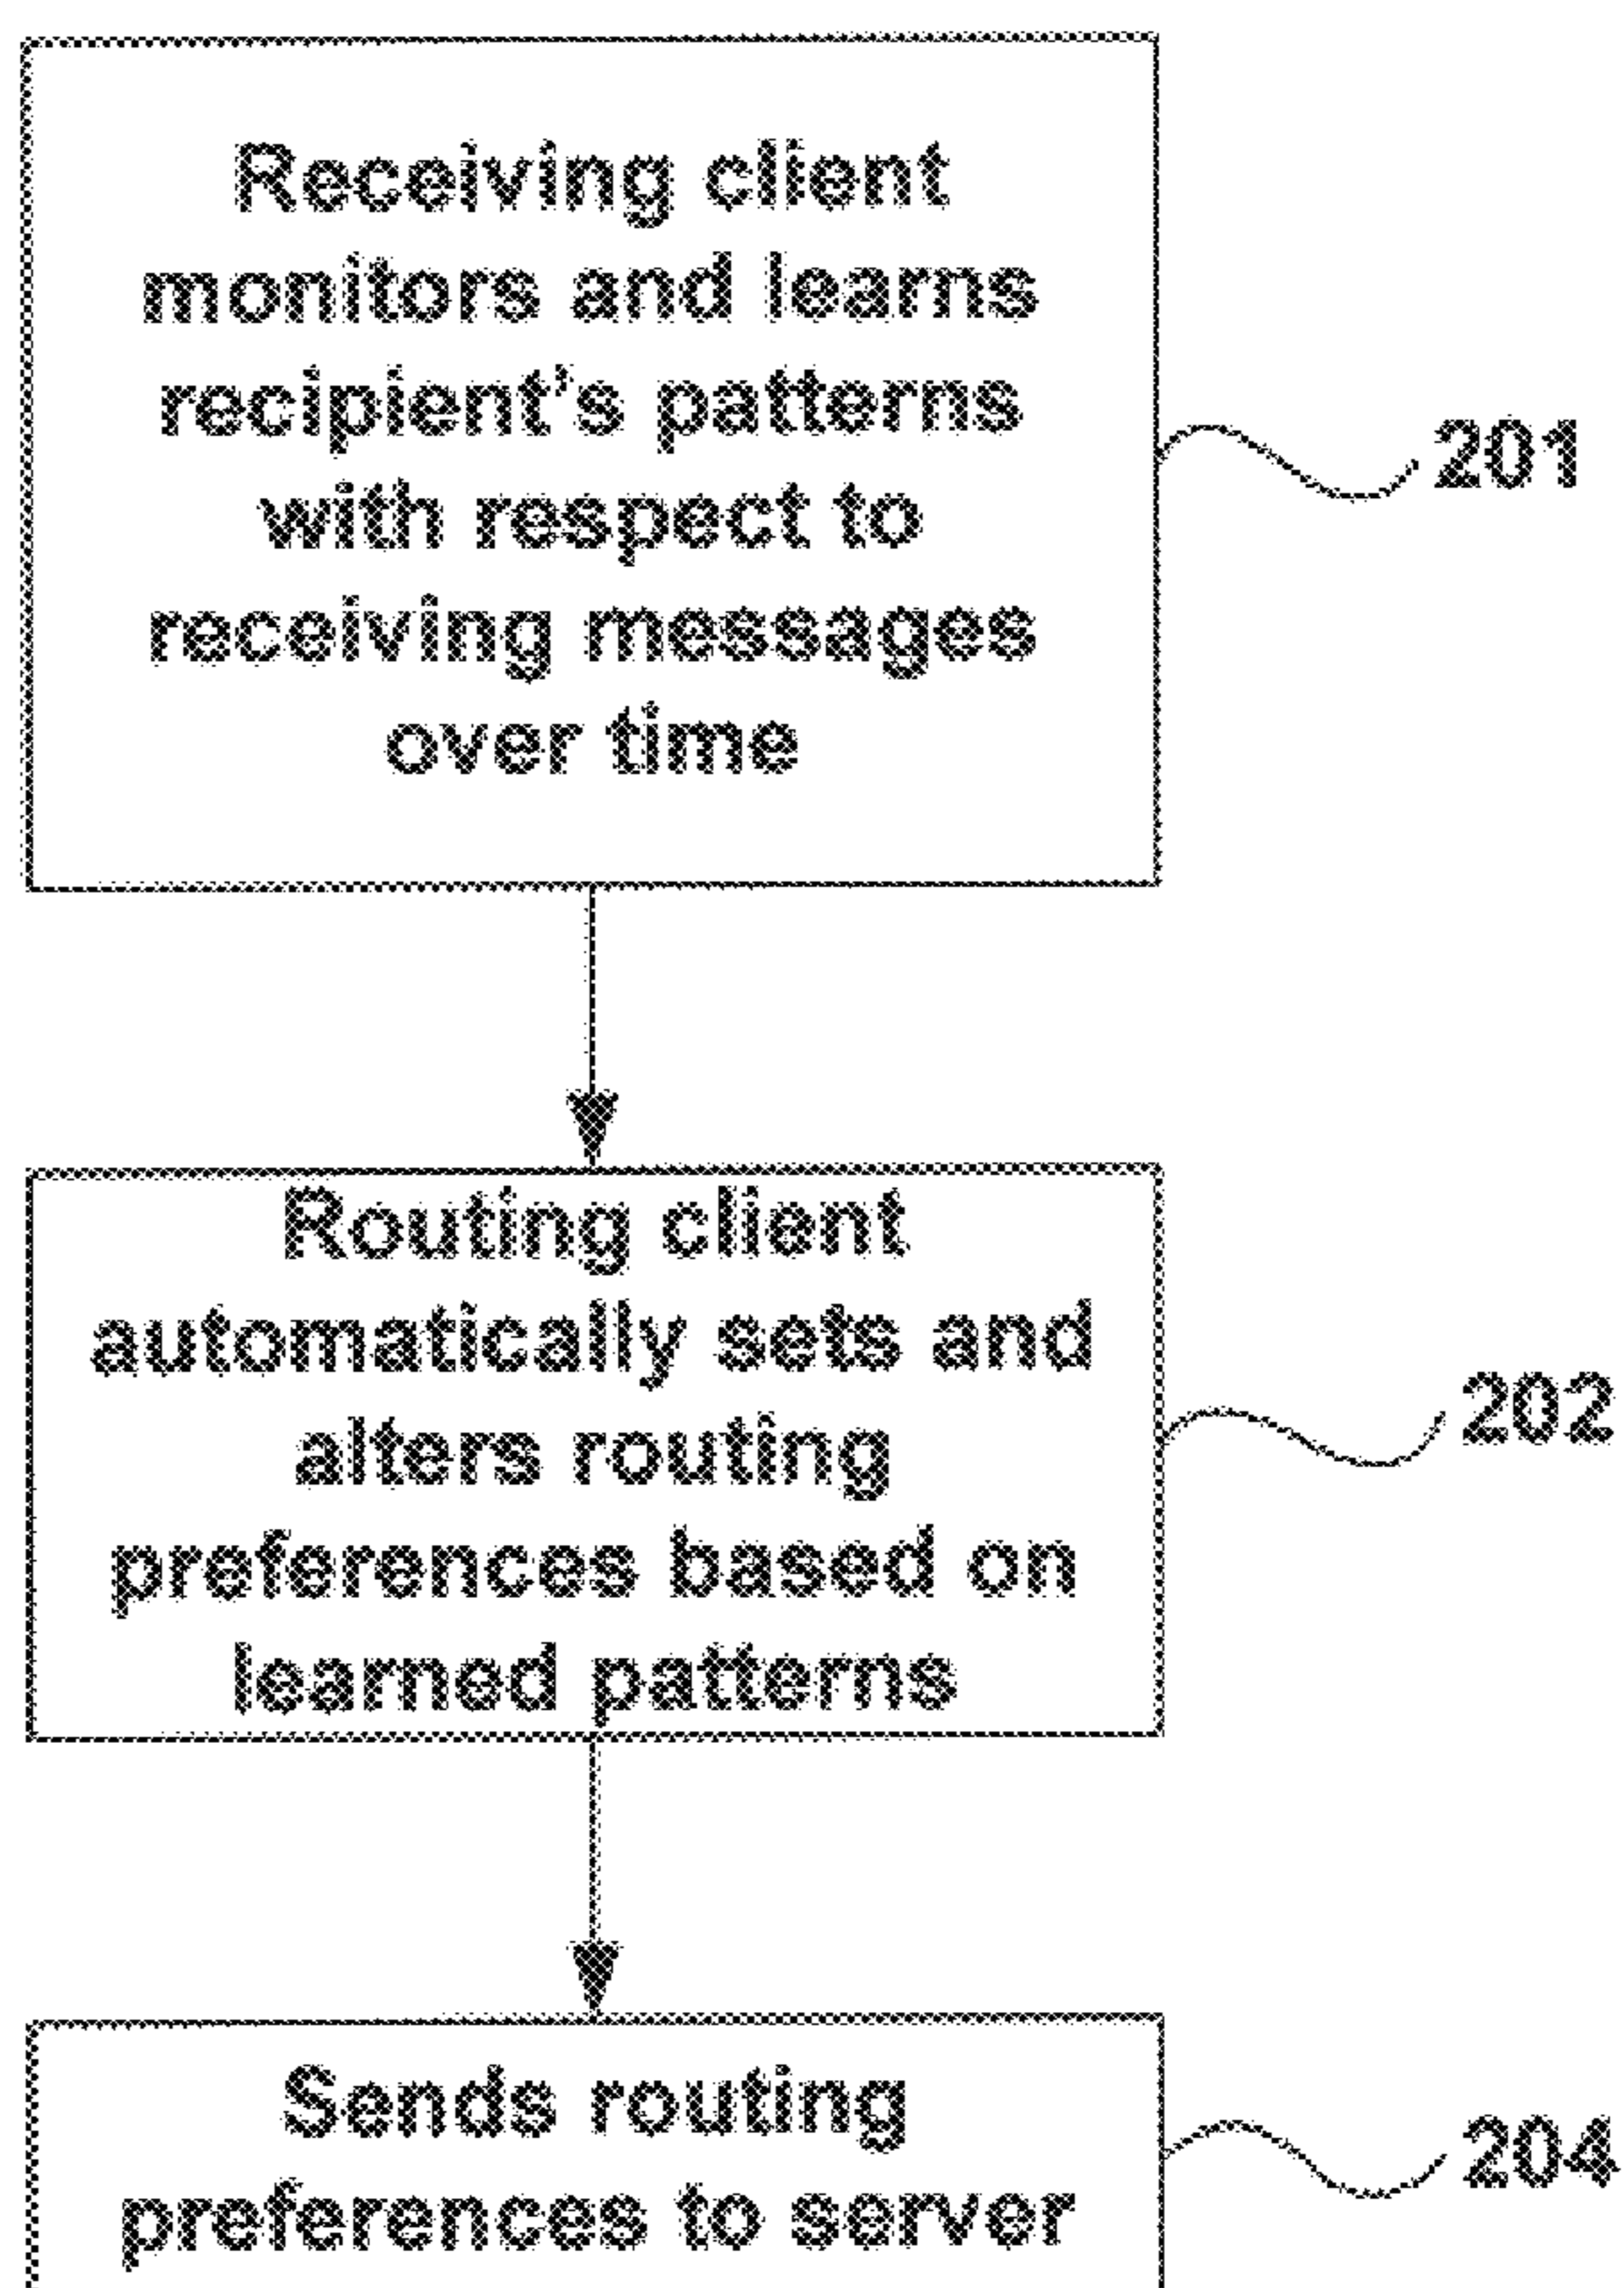 Receiving client
monitors and learns
recipient's patterns
with respect to
receiving messages
over time
201
Routing client
automatically sets and
alters routing
preferences based on
learned patterns
202
Sends routing
preferences to server
204